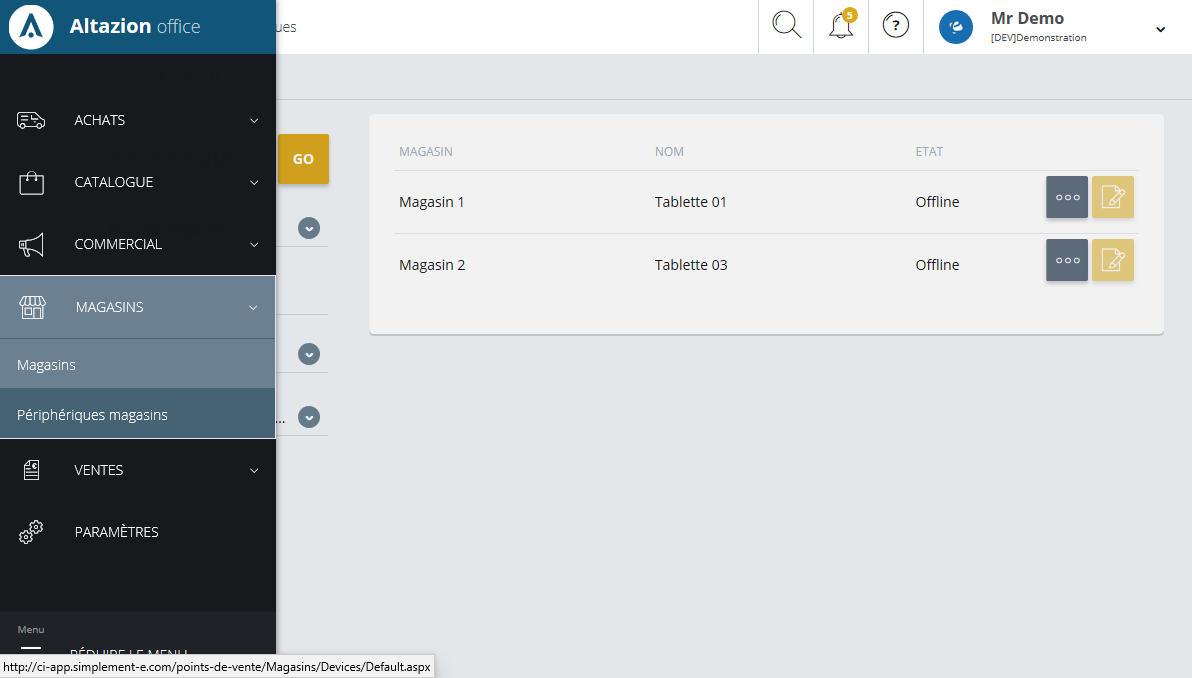 Altazion office
ues
5
?
Mr Demo
[DEV]Demonstration
ACHATS
CATALOGUE
COMMERCIAL
MAGASINS
Magasins
Périphériques magasins
VENTES
PARAMÈTRES
Menu
RÉDUIRE LE MENU
http://ci-app.simplement-e.com/points-de-vente/Magasins/Devices/Default.aspx
GO
...
MAGASIN NOM ETAT
Magasin 1 Tablette 01 Offline
Magasin 2 Tablette 03 Offline